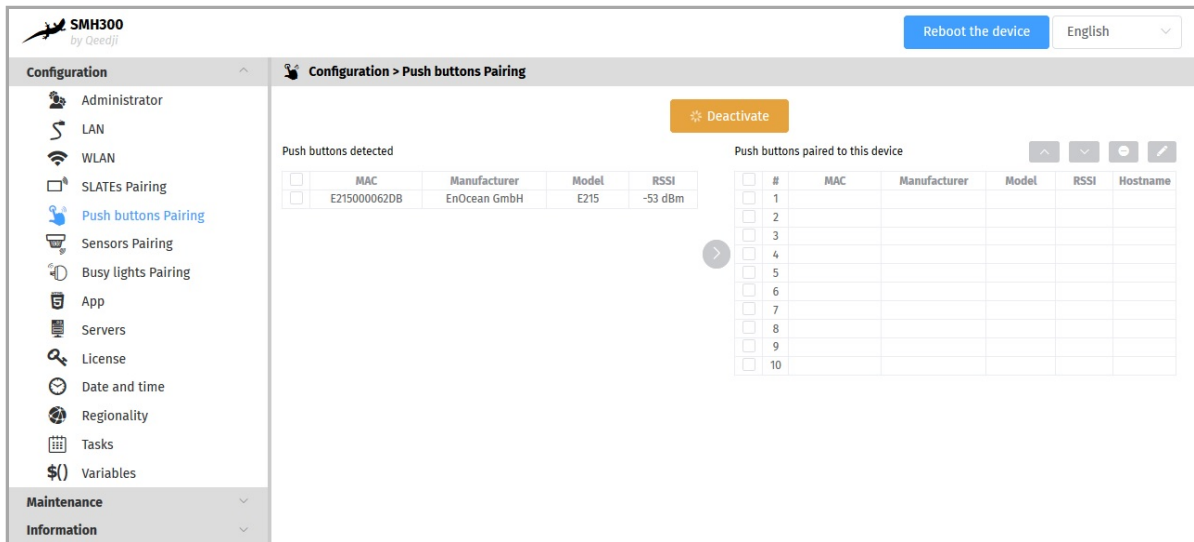 SMH300
by Qeedji
Reboot the device
English
Configuration
Administrator
LAN
WLAN
SLATEs Pairing
Push buttons Pairing
Sensors Pairing
Busy lights Pairing
App
Servers
License
Date and time
Regionality
Tasks
$() Variables
Maintenance
Information
Configuration > Push buttons Pairing
Deactivate
Push buttons detected
MAC Manufacturer Model RSSI
E215000062DB EnOcean GmbH E215 -53 dBm
Push buttons paired to this device
# MAC Manufacturer Model RSSI Hostname
1
2
3
4
5
6
7
8
9
10